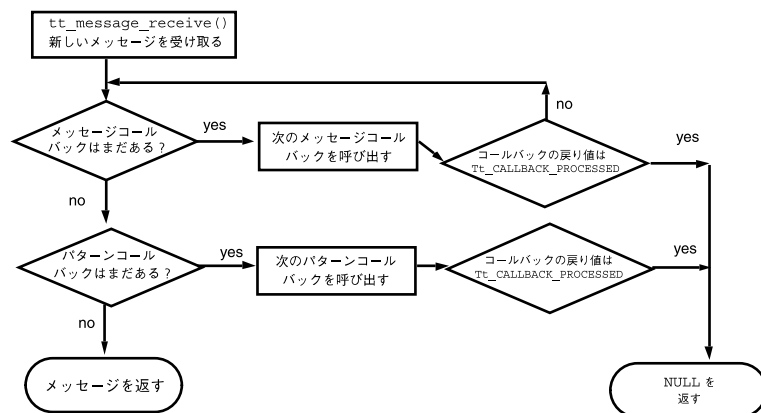 tt_message_receive()
新しいメッセージを受け取る
no
メッセージコール
バックはまだある?
yes
次のメッセージコール
バックを呼び出す
コールバックの戻り値は
Tt_CALLBACK_PROCESSED
yes
no
パターンコール
バックはまだある?
yes
次のパターンコール
バックを呼び出す
コールバックの戻り値は
Tt_CALLBACK_PROCESSED
yes
no
メッセージを返す
NULL を
返す